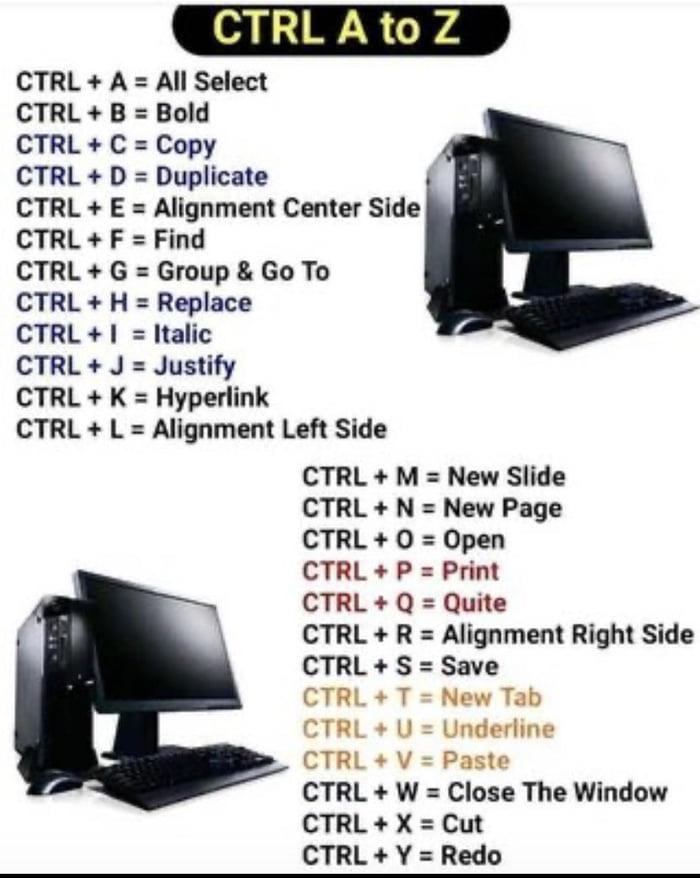 CTRL A to Z
CTRL + A = All Select
CTRL + B = Bold
CTRL + C = Copy
CTRL + D = Duplicate
CTRL + E = Alignment Center Side
CTRL + F = Find
CTRL + G = Group & Go To
CTRL + H = Replace
CTRL + I = Italic
CTRL + J = Justify
CTRL + K = Hyperlink
CTRL + L = Alignment Left Side
CTRL + M = New Slide
CTRL + N = New Page
CTRL + O = Open
CTRL + P = Print
CTRL + Q = Quite
CTRL + R = Alignment Right Side
CTRL + S = Save
CTRL + T = New Tab
CTRL + U = Underline
CTRL + V = Paste
CTRL + W = Close The Window
CTRL + X = Cut
CTRL + Y = Redo